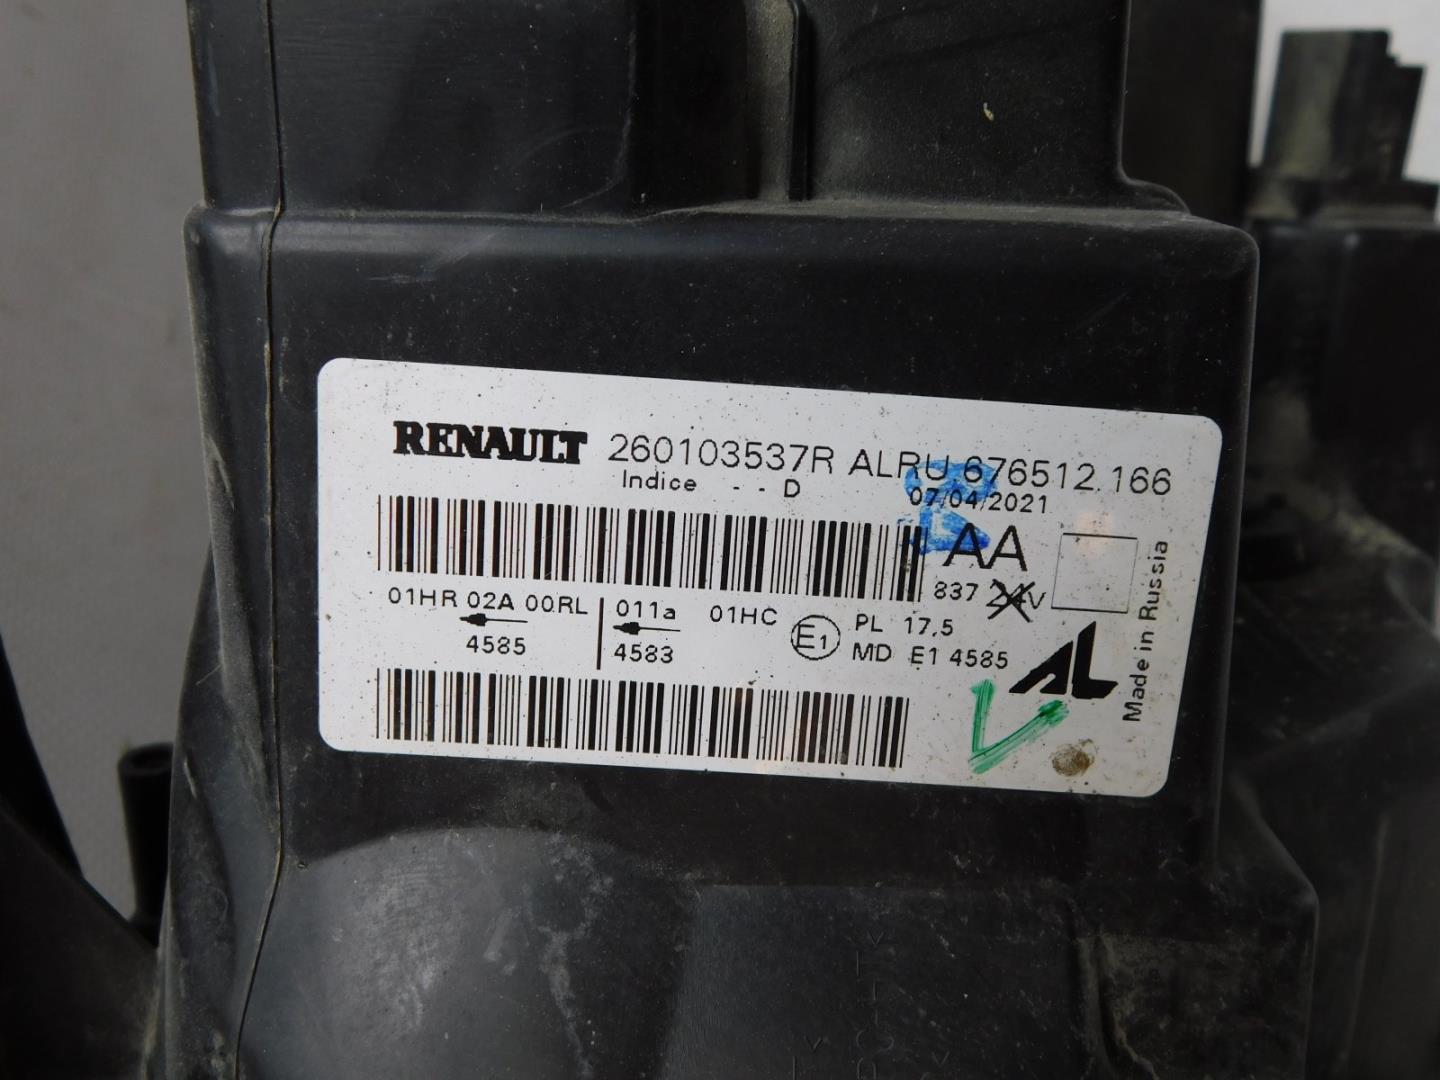 RENAULT 260103537R ALRU 676512.166
Indice - - D 07/04/2021
AA
837 24V
01HR 02A 00RL 011a 01HC E1 PL 17,5
4585 4583 MD E1 4585
AL
Made in Russia